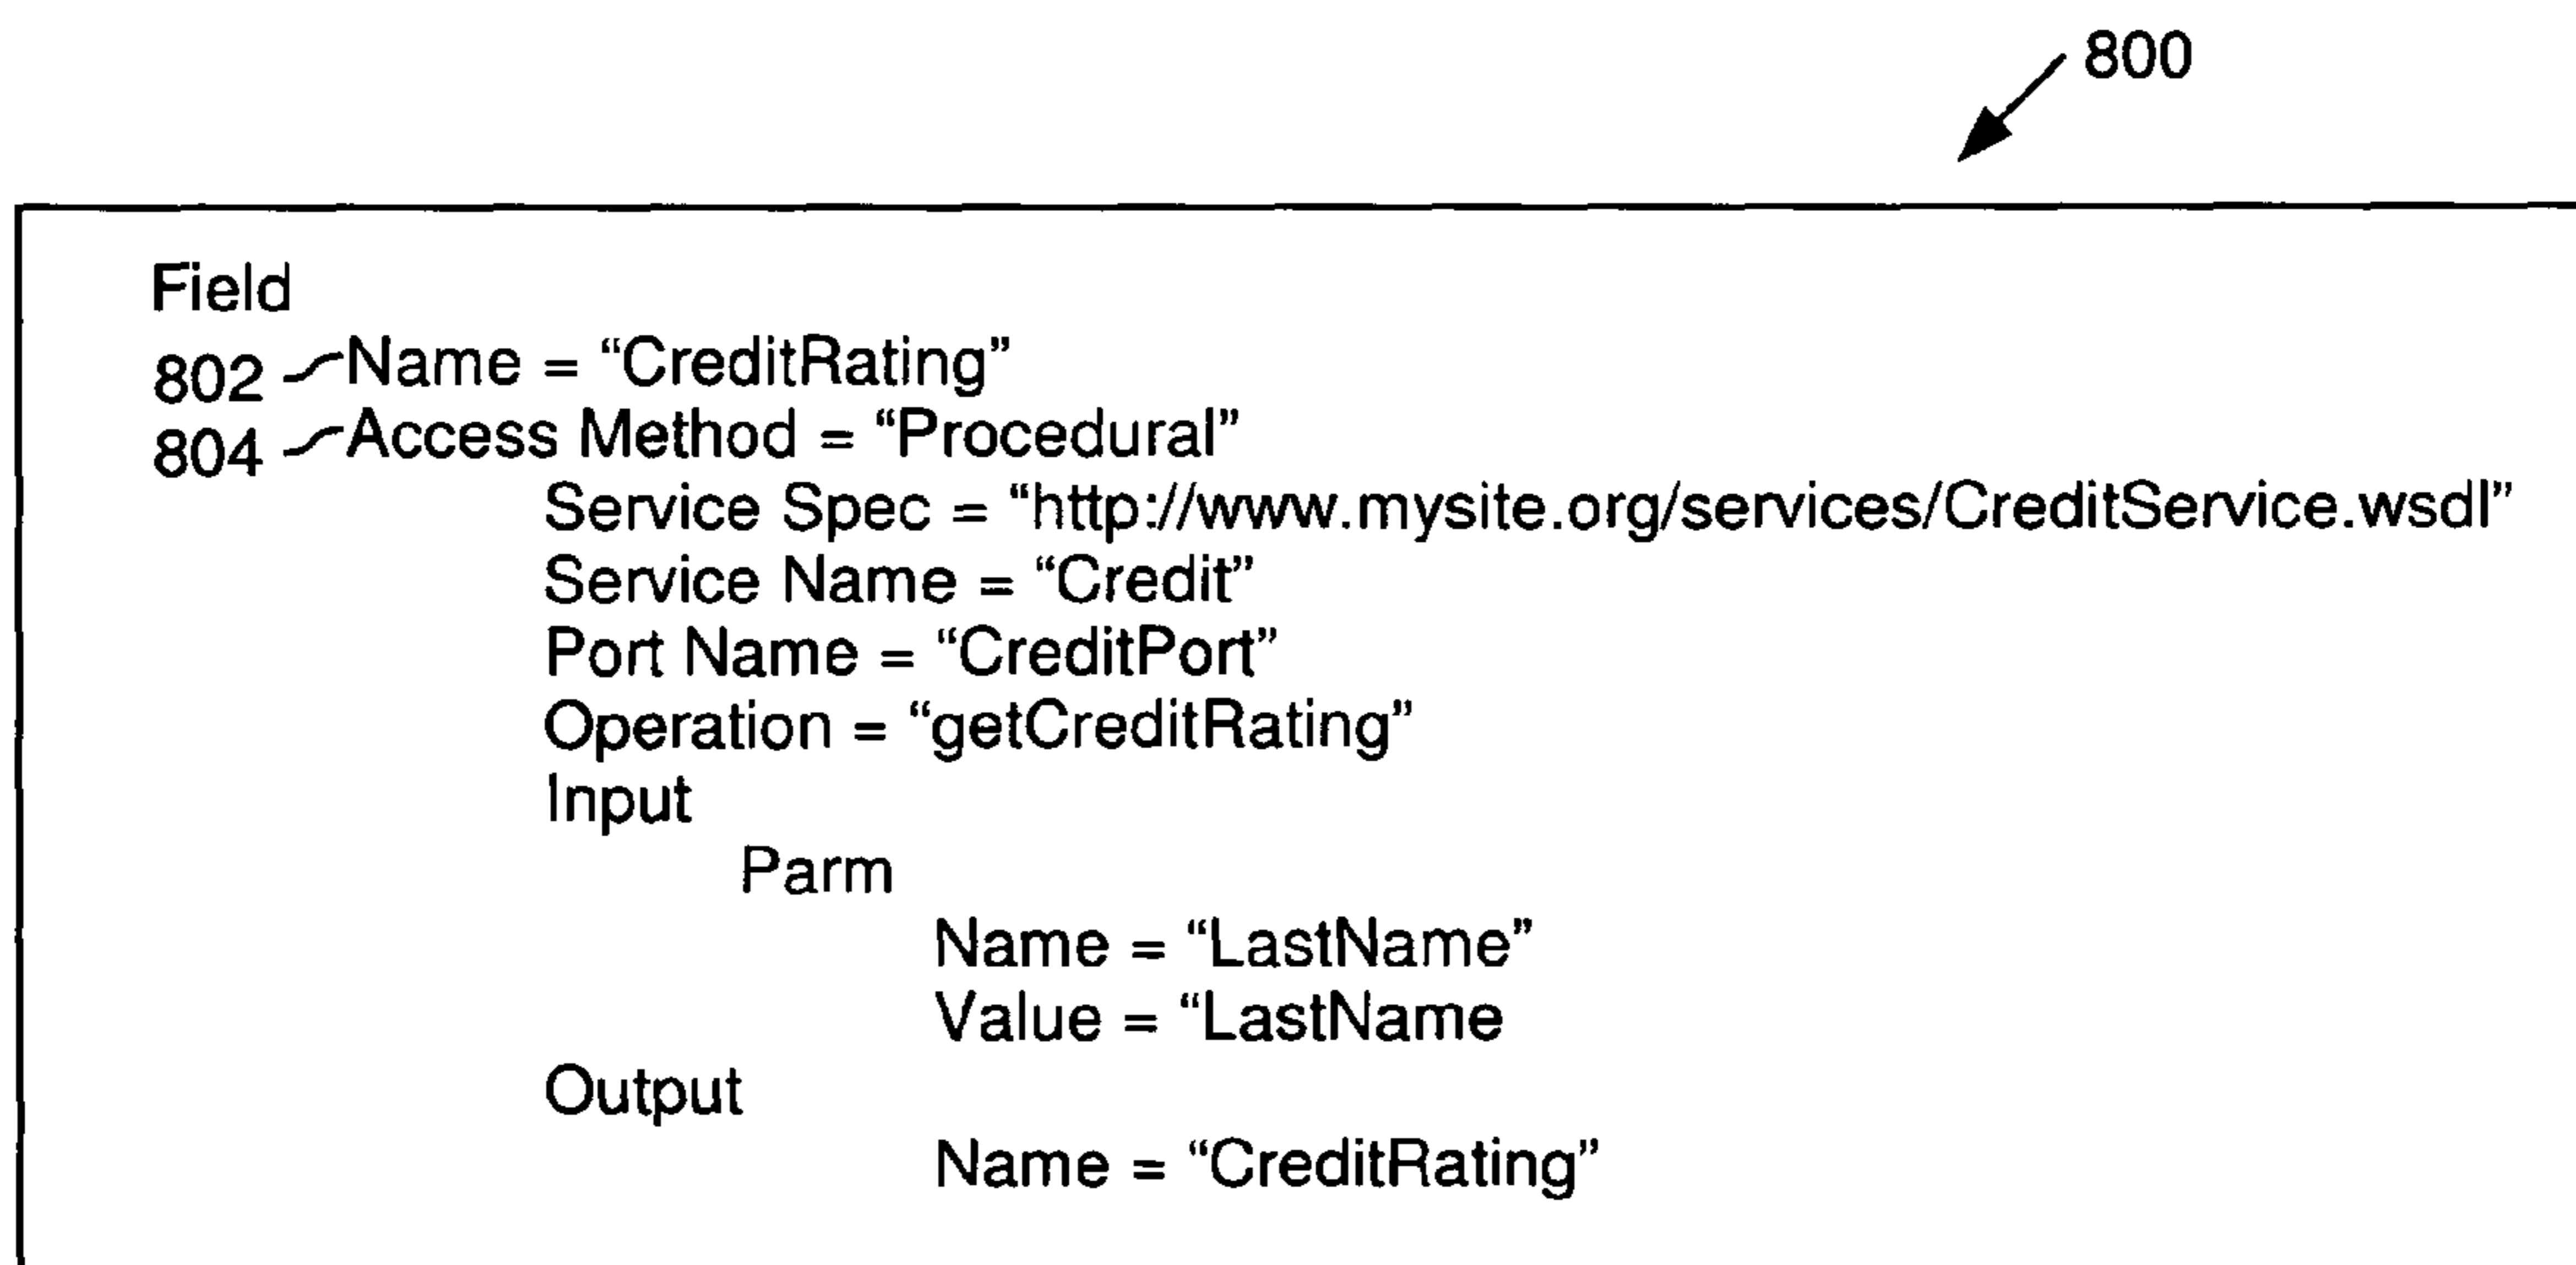 800
Field
802 Name = “CreditRating”
804 Access Method = “Procedural”
Service Spec = “http://www.mysite.org/services/CreditService.wsdl”
Service Name = “Credit”
Port Name = “CreditPort”
Operation = “getCreditRating”
Input
Parm
Name = “LastName”
Value = “LastName
Output
Name = “CreditRating”